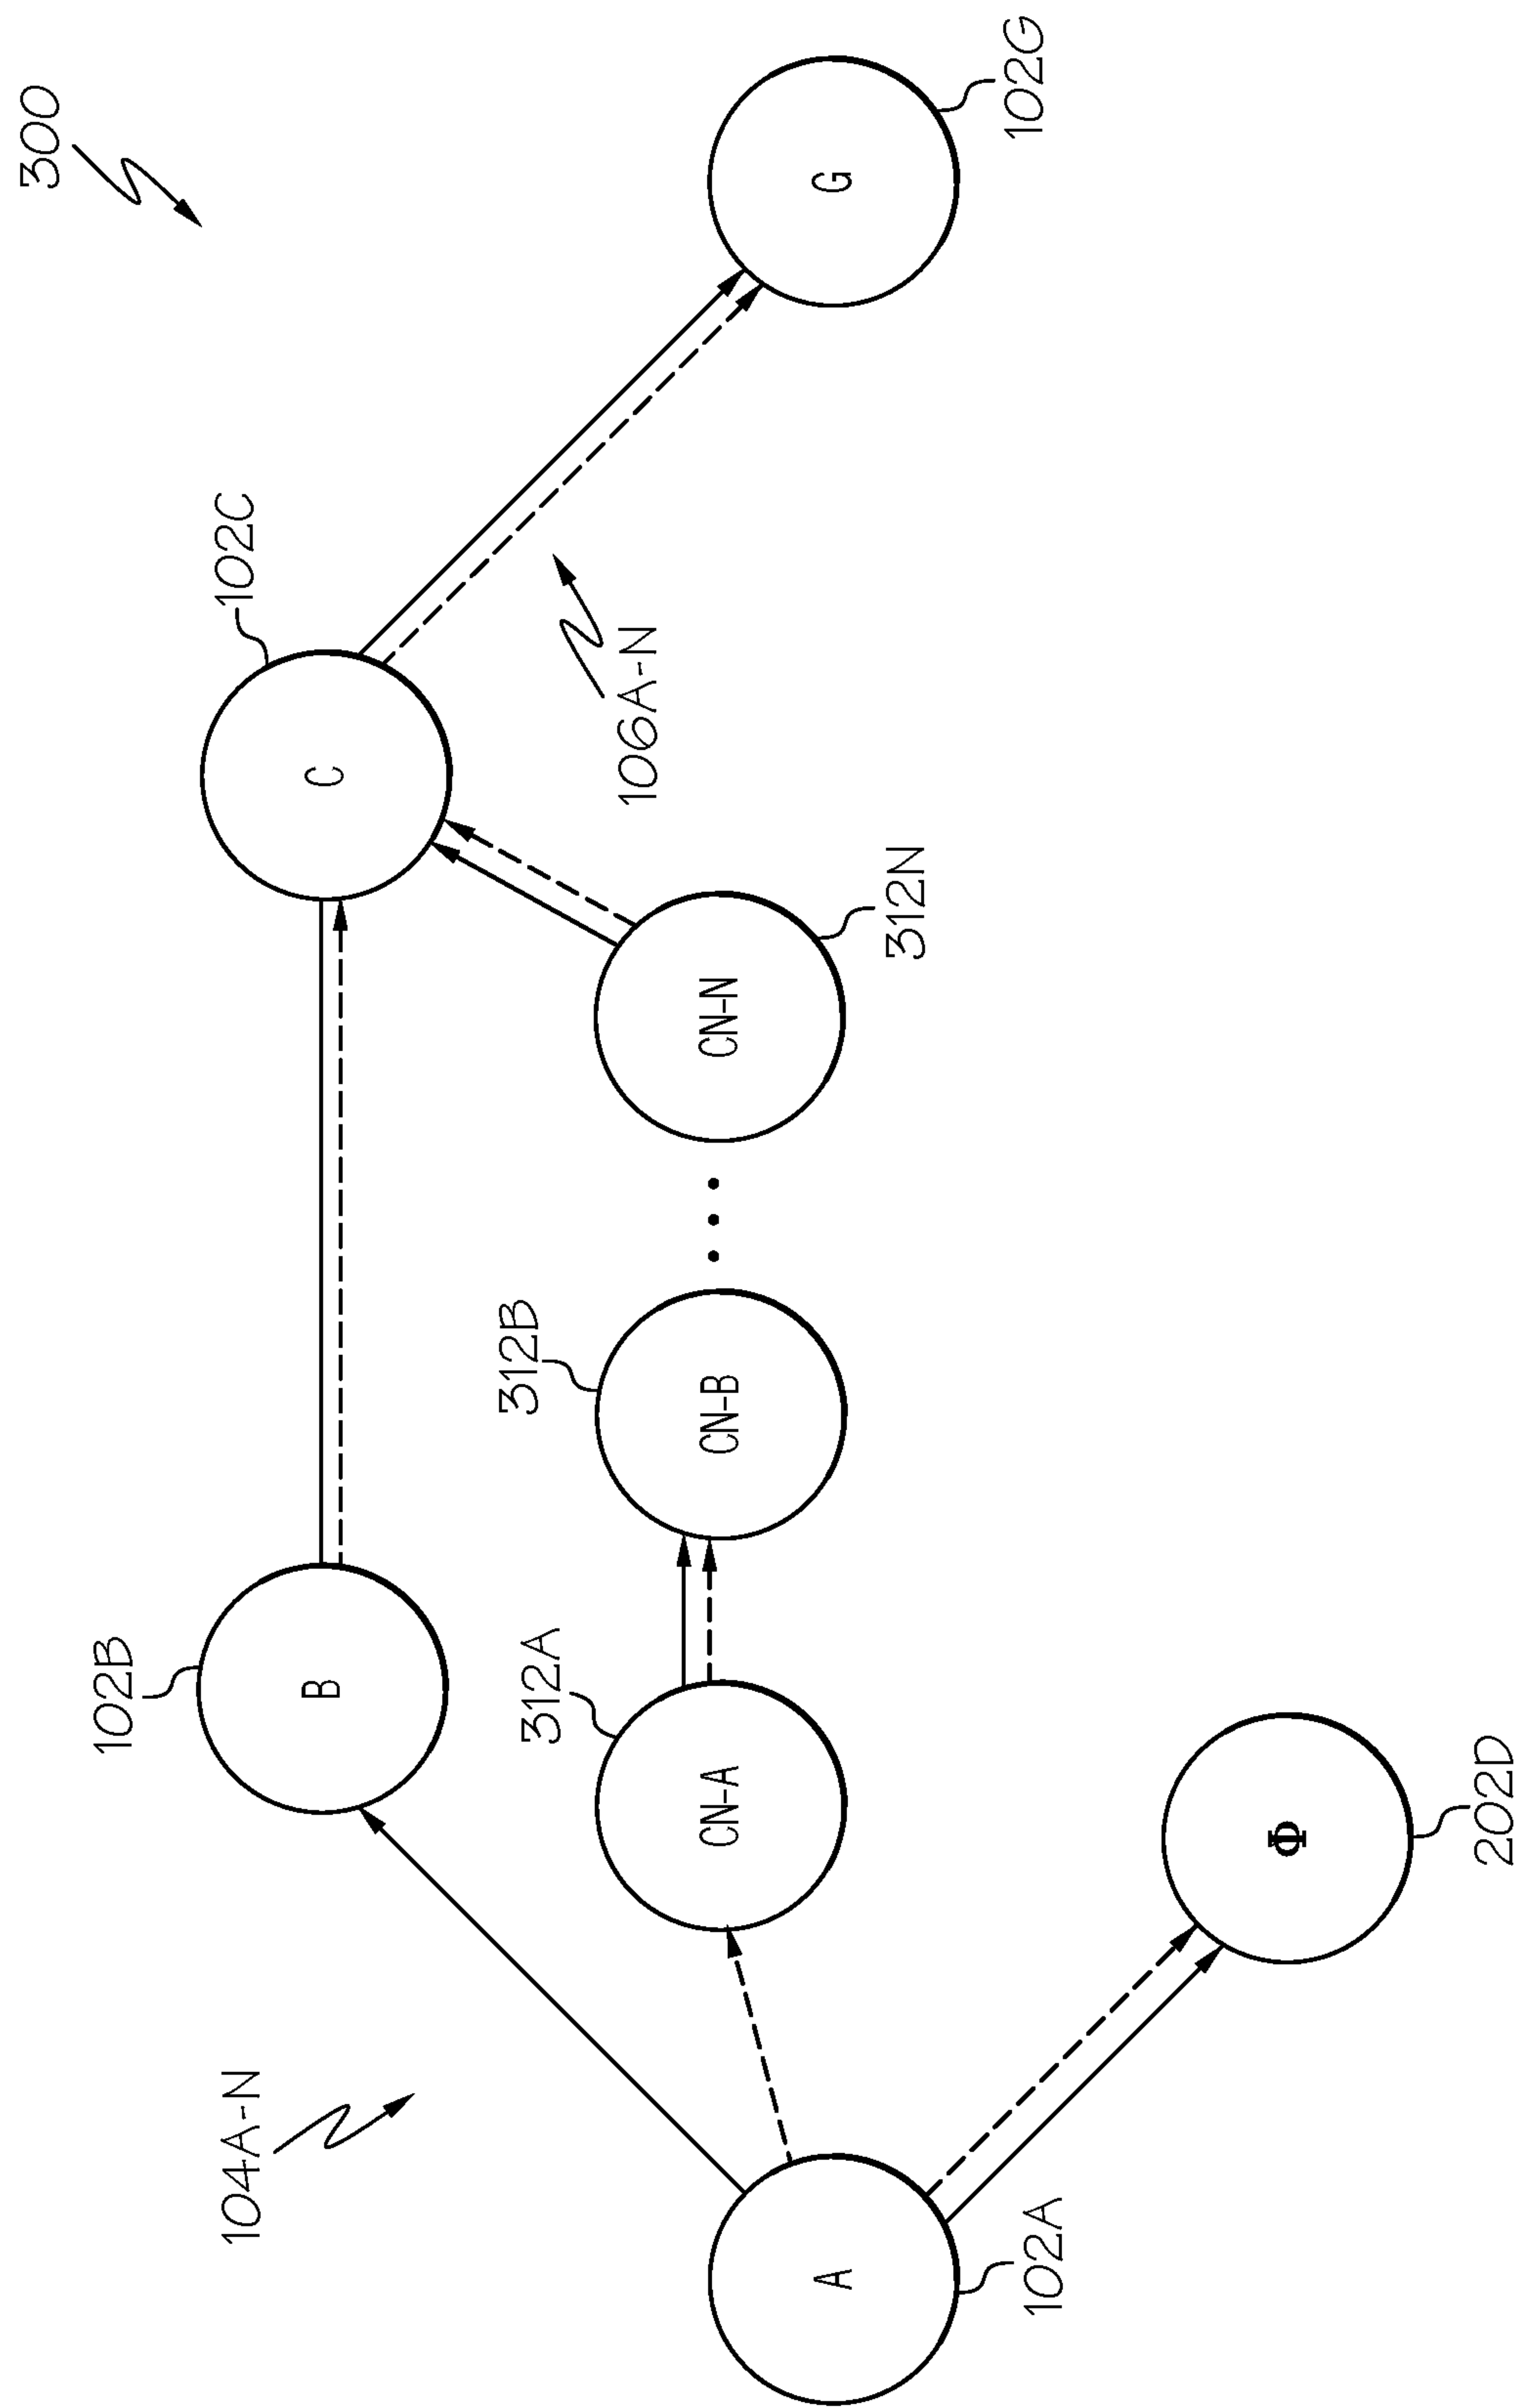 300
102B
102C
B
C
104A-N
106A-N
312A
312B
CN-A
CN-B
CN-N
312N
A
G
102A
102G
Φ
202D